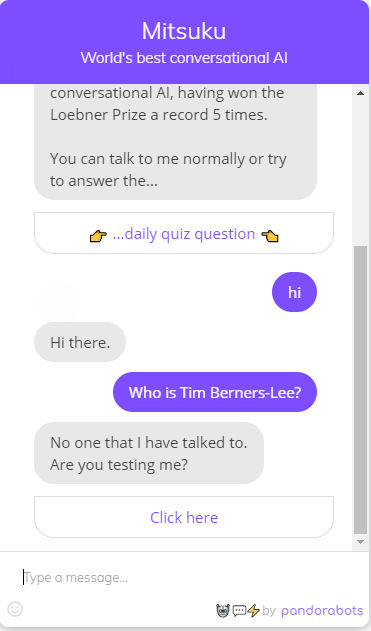 Mitsuku
World's best conversational AI
conversational AI, having won the
Loebner Prize a record 5 times.
You can talk to me normally or try
to answer the...
...daily quiz question
hi
Hi there.
Who is Tim Berners-Lee?
No one that I have talked to.
Are you testing me?
Click here
Type a message...
by pandorabots